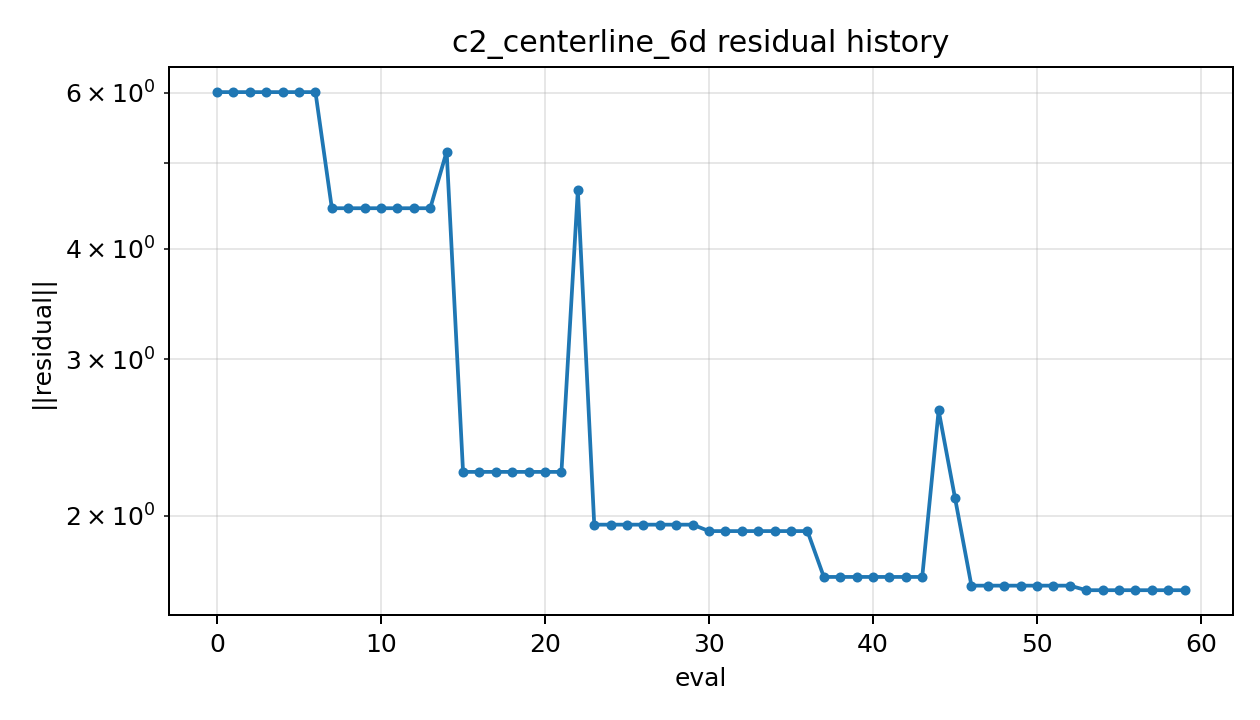 c2_centerline_6d residual history
6 × 10⁰
4 × 10⁰
3 × 10⁰
2 × 10⁰
||residual||
0 10 20 30 40 50 60
eval